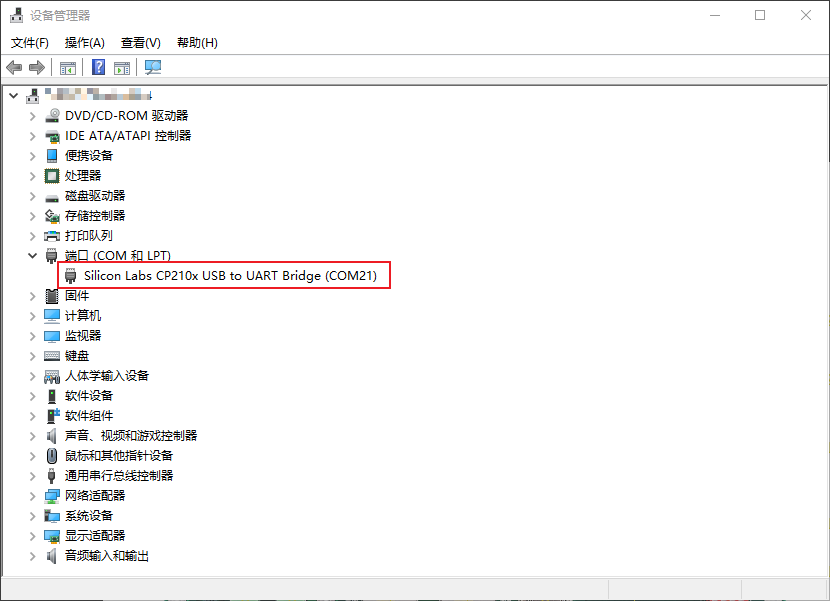 设备管理器
文件(F) 操作(A) 查看(V) 帮助(H)
DVD/CD-ROM 驱动器
IDE ATA/ATAPI 控制器
便携设备
处理器
磁盘驱动器
存储控制器
打印队列
端口 (COM 和 LPT)
Silicon Labs CP210x USB to UART Bridge (COM21)
固件
计算机
监视器
键盘
人体学输入设备
软件设备
软件组件
声音、视频和游戏控制器
鼠标和其他指针设备
通用串行总线控制器
网络适配器
系统设备
显示适配器
音频输入和输出